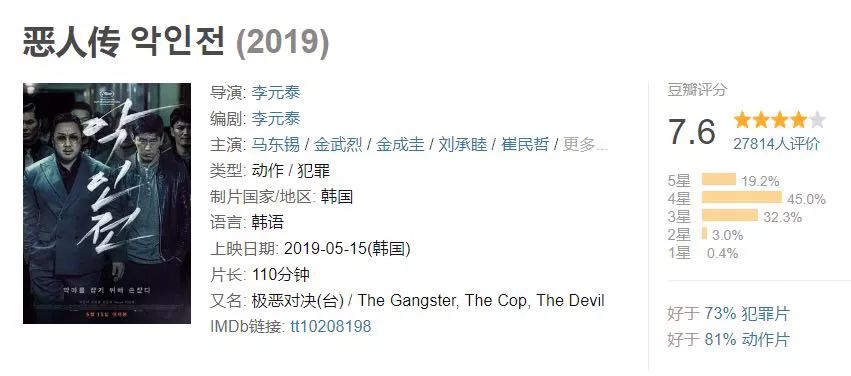 恶人传 악인전 (2019)
악인전
악마를 잡기 위해 손잡다
5월 15일 대개봉
导演: 李元泰
编剧: 李元泰
主演: 马东锡 / 金武烈 / 金成圭 / 刘承睦 / 崔民哲 / 更多...
类型: 动作 / 犯罪
制片国家/地区: 韩国
语言: 韩语
上映日期: 2019-05-15(韩国)
片长: 110分钟
又名: 极恶对决(台) / The Gangster, The Cop, The Devil
IMDb链接: tt10208198
豆瓣评分
7.6
27814人评价
5星 19.2%
4星 45.0%
3星 32.3%
2星 3.0%
1星 0.4%
好于 73% 犯罪片
好于 81% 动作片